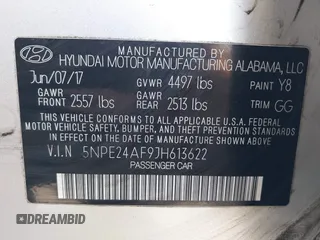 MFD. BY
HYUNDAI MOTOR MANUFACTURING ALABAMA, LLC
Jun/07/17 GVWR 4497 lbs PAINT Y8
GAWR FRONT 2557 lbs GAWR REAR 2513 lbs TRIM GG
THIS VEHICLE CONFORMS TO ALL APPLICABLE
FEDERAL MOTOR VEHICLE SAFETY, BUMPER, AND
THEFT PREVENTION STANDARDS IN EFFECT ON
THE DATE OF MANUFACTURE SHOWN ABOVE.
V.I.N 5NPE24AF9JH613622
PASSENGER CAR
DREAMBID